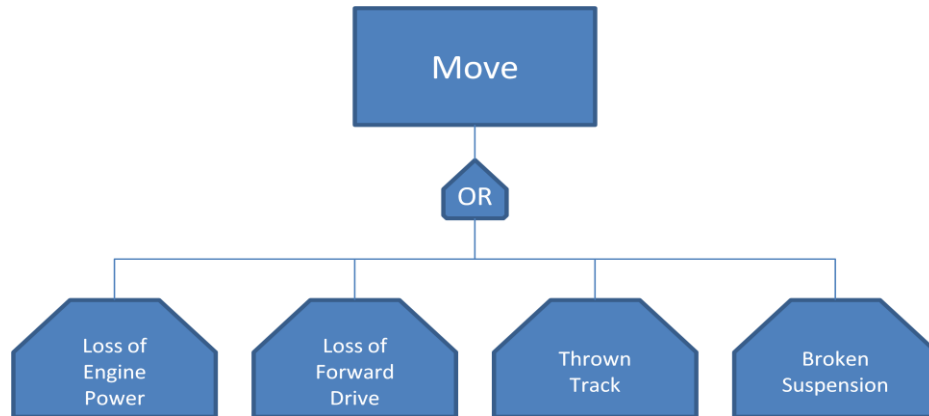 Move
OR
Loss of
Engine
Power
Loss of
Forward
Drive
Thrown
Track
Broken
Suspension